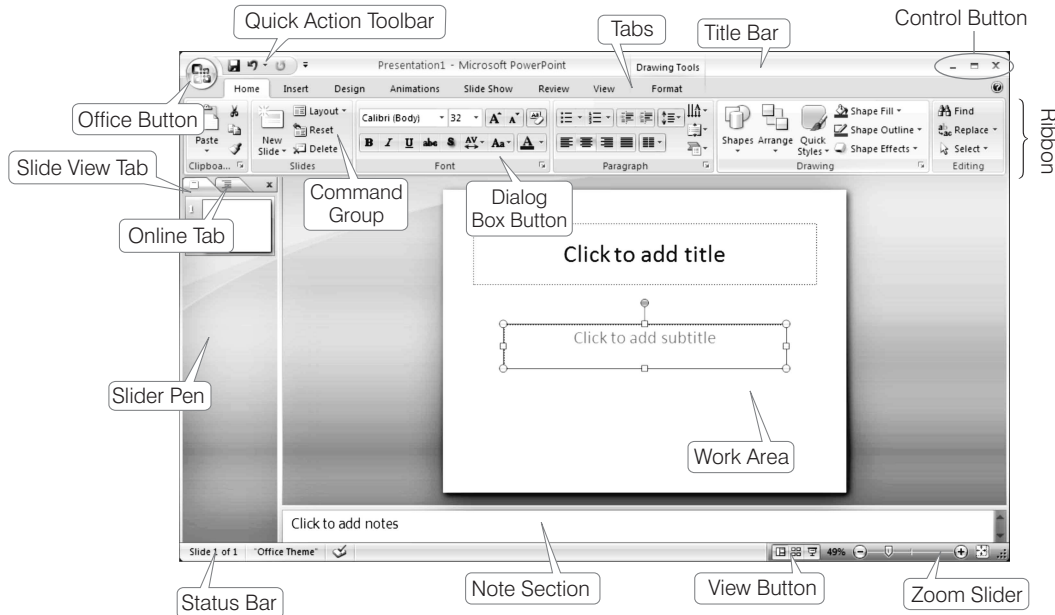 Quick Action Toolbar
Tabs
Title Bar
Control Button
Presentation1 - Microsoft PowerPoint
Drawing Tools
Home Insert Design Animations Slide Show Review View Format
Office Button
Paste
New Slide
Layout
Reset
Delete
Calibri (Body) 32 A A
B I U abc S AV Aa A
Shapes Arrange Quick Styles
Shape Fill
Shape Outline
Shape Effects
Find
Replace
Select
Clipboa... Slides Font Paragraph Drawing Editing
Ribbon
Slide View Tab
Command Group
Dialog Box Button
1
Online Tab
Click to add title
Click to add subtitle
Slider Pen
Work Area
Click to add notes
Slide 1 of 1 "Office Theme" 49%
Status Bar
Note Section
View Button
Zoom Slider